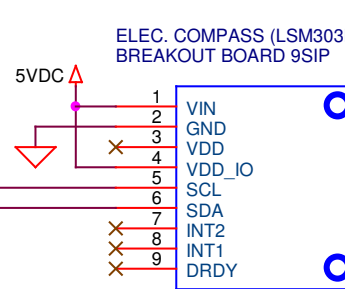 ELEC. COMPASS (LSM303
BREAKOUT BOARD 9SIP
5VDC
1 VIN
2 GND
3 VDD
4 VDD_IO
5 SCL
6 SDA
7 INT2
8 INT1
9 DRDY